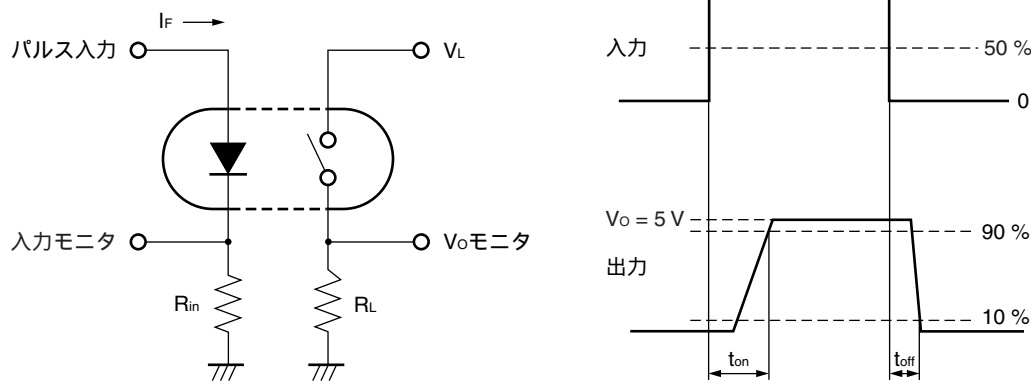 IF
パルス入力
VL
入力モニタ
VOモニタ
Rin
RL
入力
50 %
0
VO = 5 V
90 %
出力
10 %
ton
toff